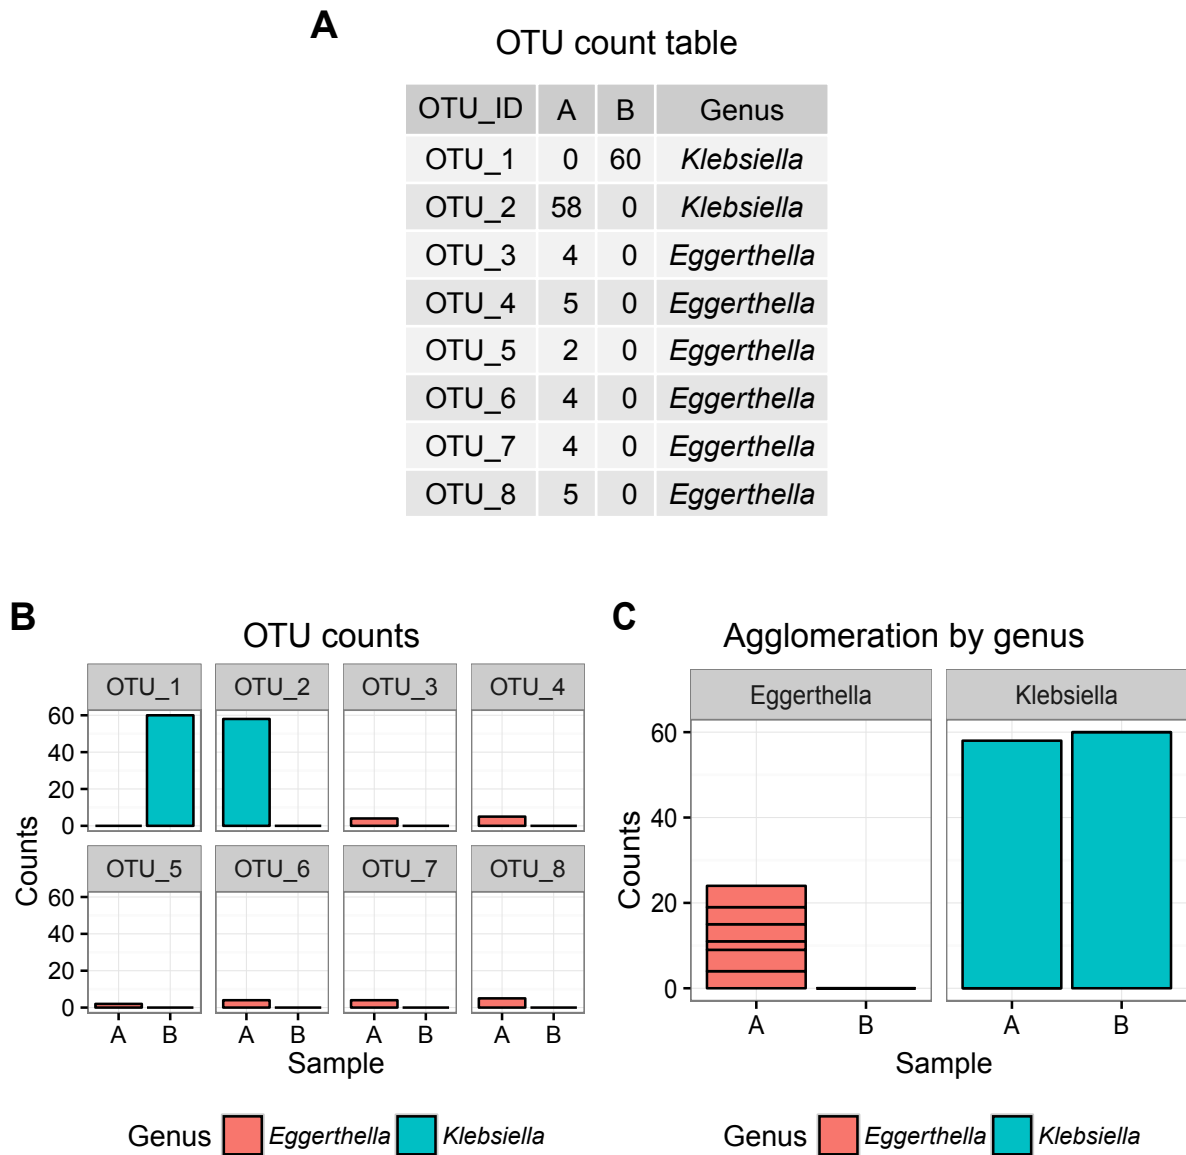 A
OTU count table
OTU_ID A B Genus
OTU_1 0 60 Klebsiella
OTU_2 58 0 Klebsiella
OTU_3 4 0 Eggerthella
OTU_4 5 0 Eggerthella
OTU_5 2 0 Eggerthella
OTU_6 4 0 Eggerthella
OTU_7 4 0 Eggerthella
OTU_8 5 0 Eggerthella
B
OTU counts
OTU_1 OTU_2 OTU_3 OTU_4
60
40
20
0
Counts
OTU_5 OTU_6 OTU_7 OTU_8
60
40
20
0
A B A B A B A B
Sample
Genus Eggerthella Klebsiella
C
Agglomeration by genus
Eggerthella Klebsiella
60
40
20
0
Counts
A B A B
Sample
Genus Eggerthella Klebsiella